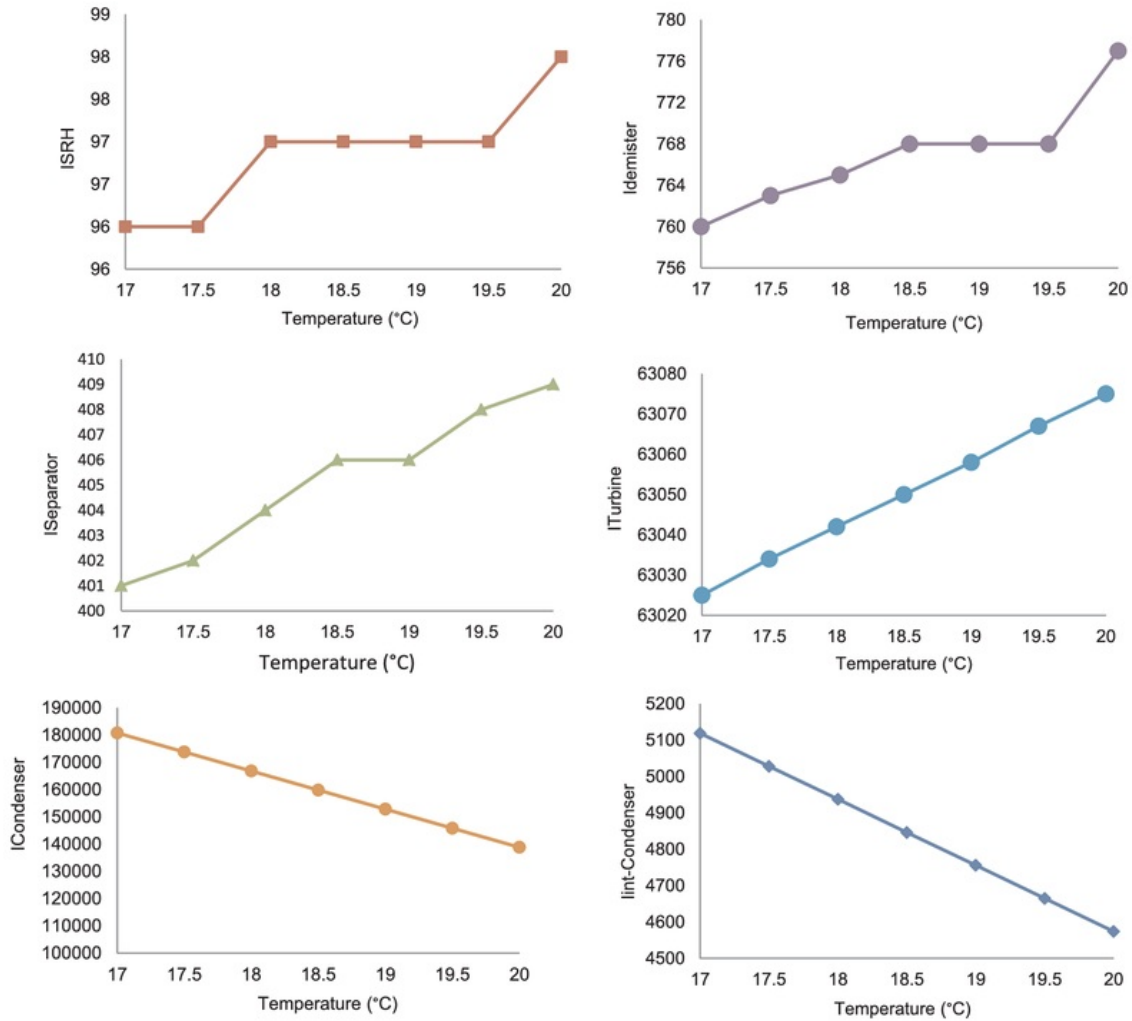 99
98
98
97
97
96
96
ISRH
17 17.5 18 18.5 19 19.5 20
Temperature (°C)
780
776
772
768
764
760
756
Idemister
17 17.5 18 18.5 19 19.5 20
Temperature (°C)
410
409
408
407
406
405
404
403
402
401
400
ISeparator
17 17.5 18 18.5 19 19.5 20
Temperature (°C)
63080
63070
63060
63050
63040
63030
63020
ITurbine
17 17.5 18 18.5 19 19.5 20
Temperature (°C)
190000
180000
170000
160000
150000
140000
130000
120000
110000
100000
ICondenser
17 17.5 18 18.5 19 19.5 20
Temperature (°C)
5200
5100
5000
4900
4800
4700
4600
4500
Iint-Condenser
17 17.5 18 18.5 19 19.5 20
Temperature (°C)